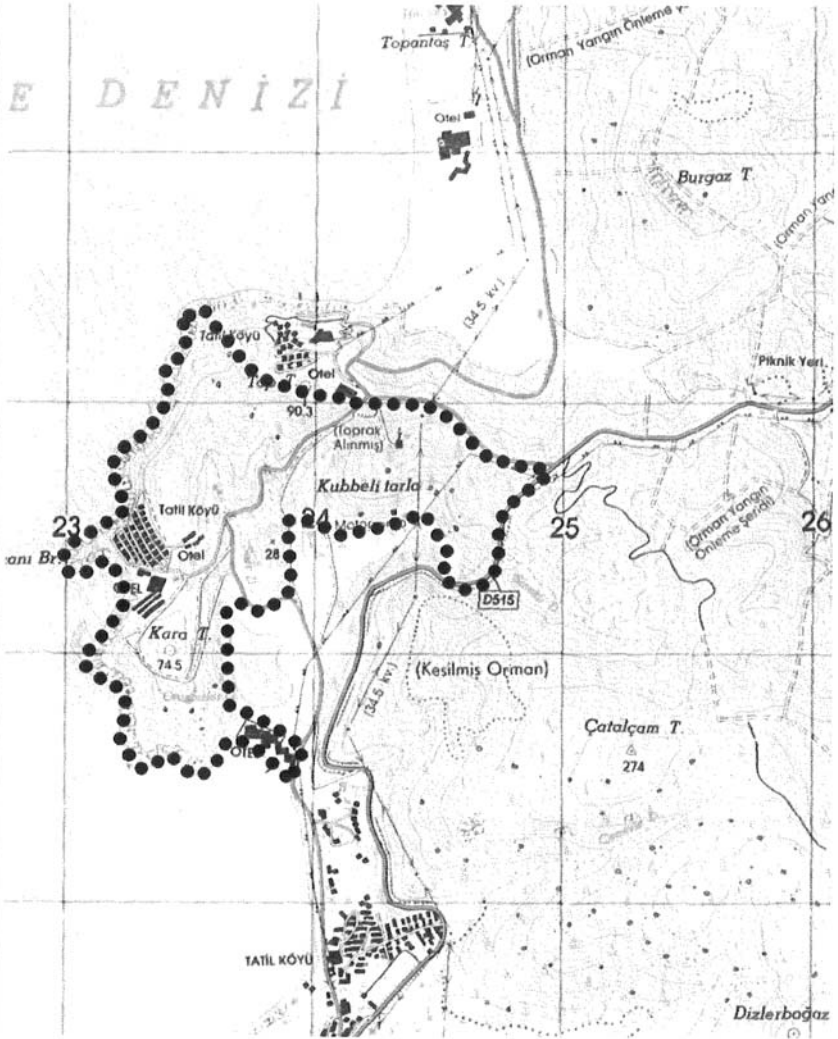 Topantaş T.
(Orman Yangın Önleme
E DENİZİ
Otel
Burgaz T.
(Orman
(34.5 kv.)
Tatil Köyü
Otel
Piknik Yeri
90.3
(Toprak
Alınmış)
Kubbeli tarla
23
Tatil Köyü
24
25
26
(Orman Yangın
Önleme Şeridi)
28
Otel
Br.
OTEL
D515
Kara T.
74.5
(Kesilmiş Orman)
(34.5 kv.)
Çatalçam T.
274
OTEL
TATİL KÖYÜ
Dizlerboğaz